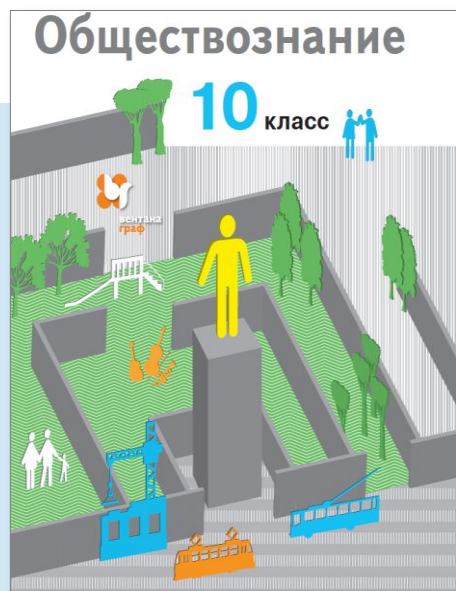 Обществознание
10 класс
вентана
граф